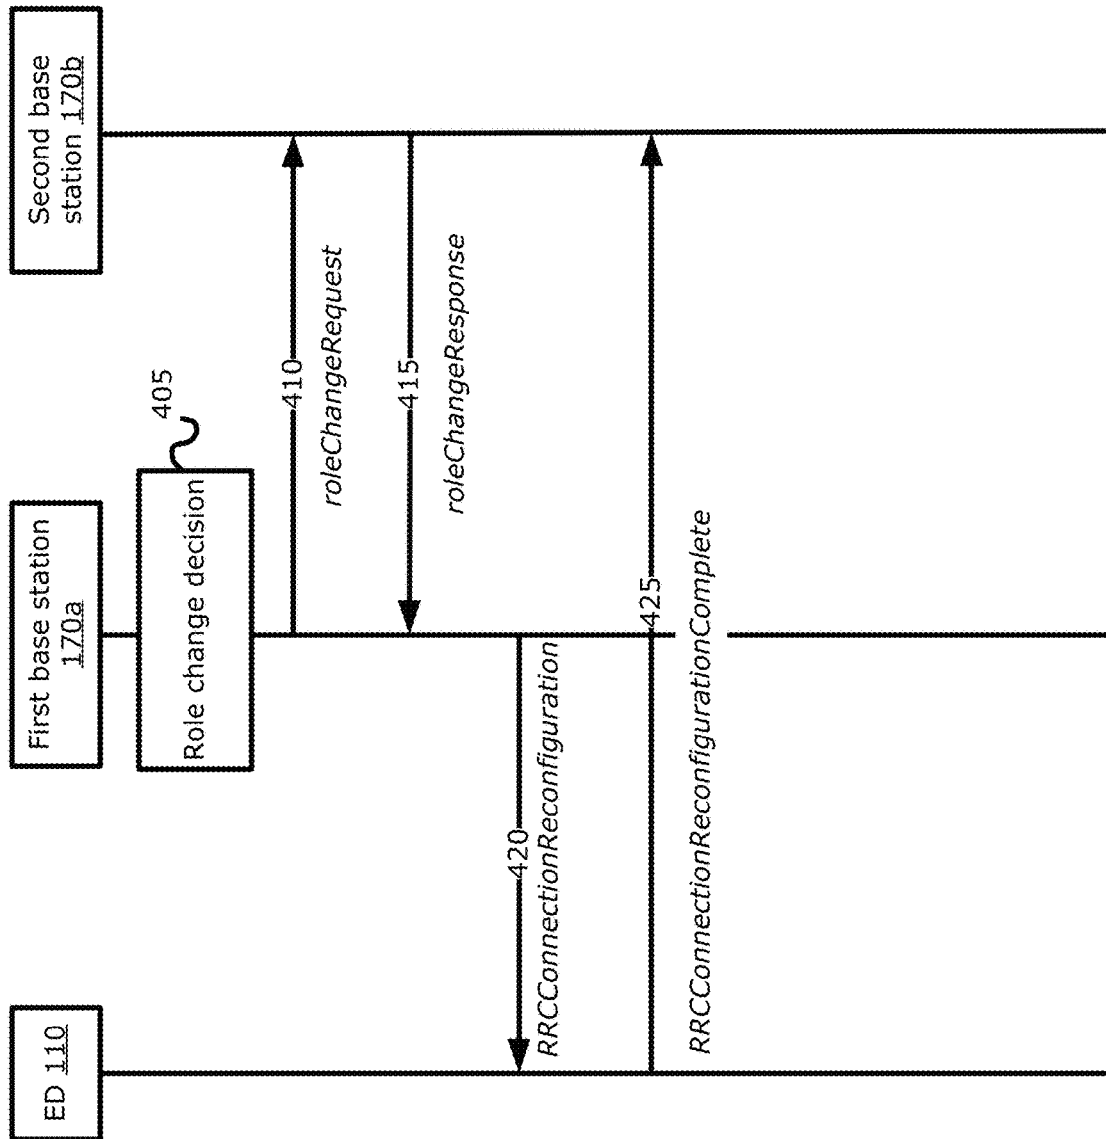 ED 110
First base station
170a
Second base
station 170b
Role change decision
405
410
roleChangeRequest
415
roleChangeResponse
420
RRCConnectionReconfiguration
425
RRCConnectionReconfigurationComplete